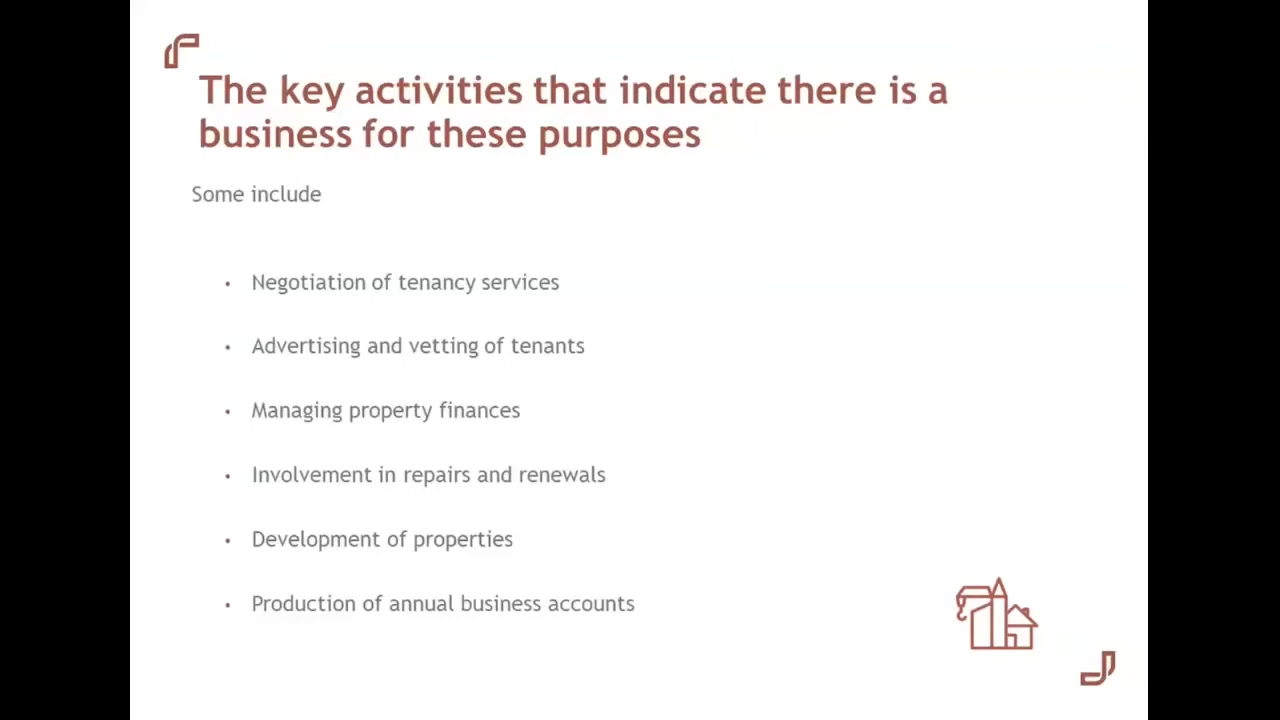 The key activities that indicate there is a
business for these purposes
Some include
• Negotiation of tenancy services
• Advertising and vetting of tenants
• Managing property finances
• Involvement in repairs and renewals
• Development of properties
• Production of annual business accounts